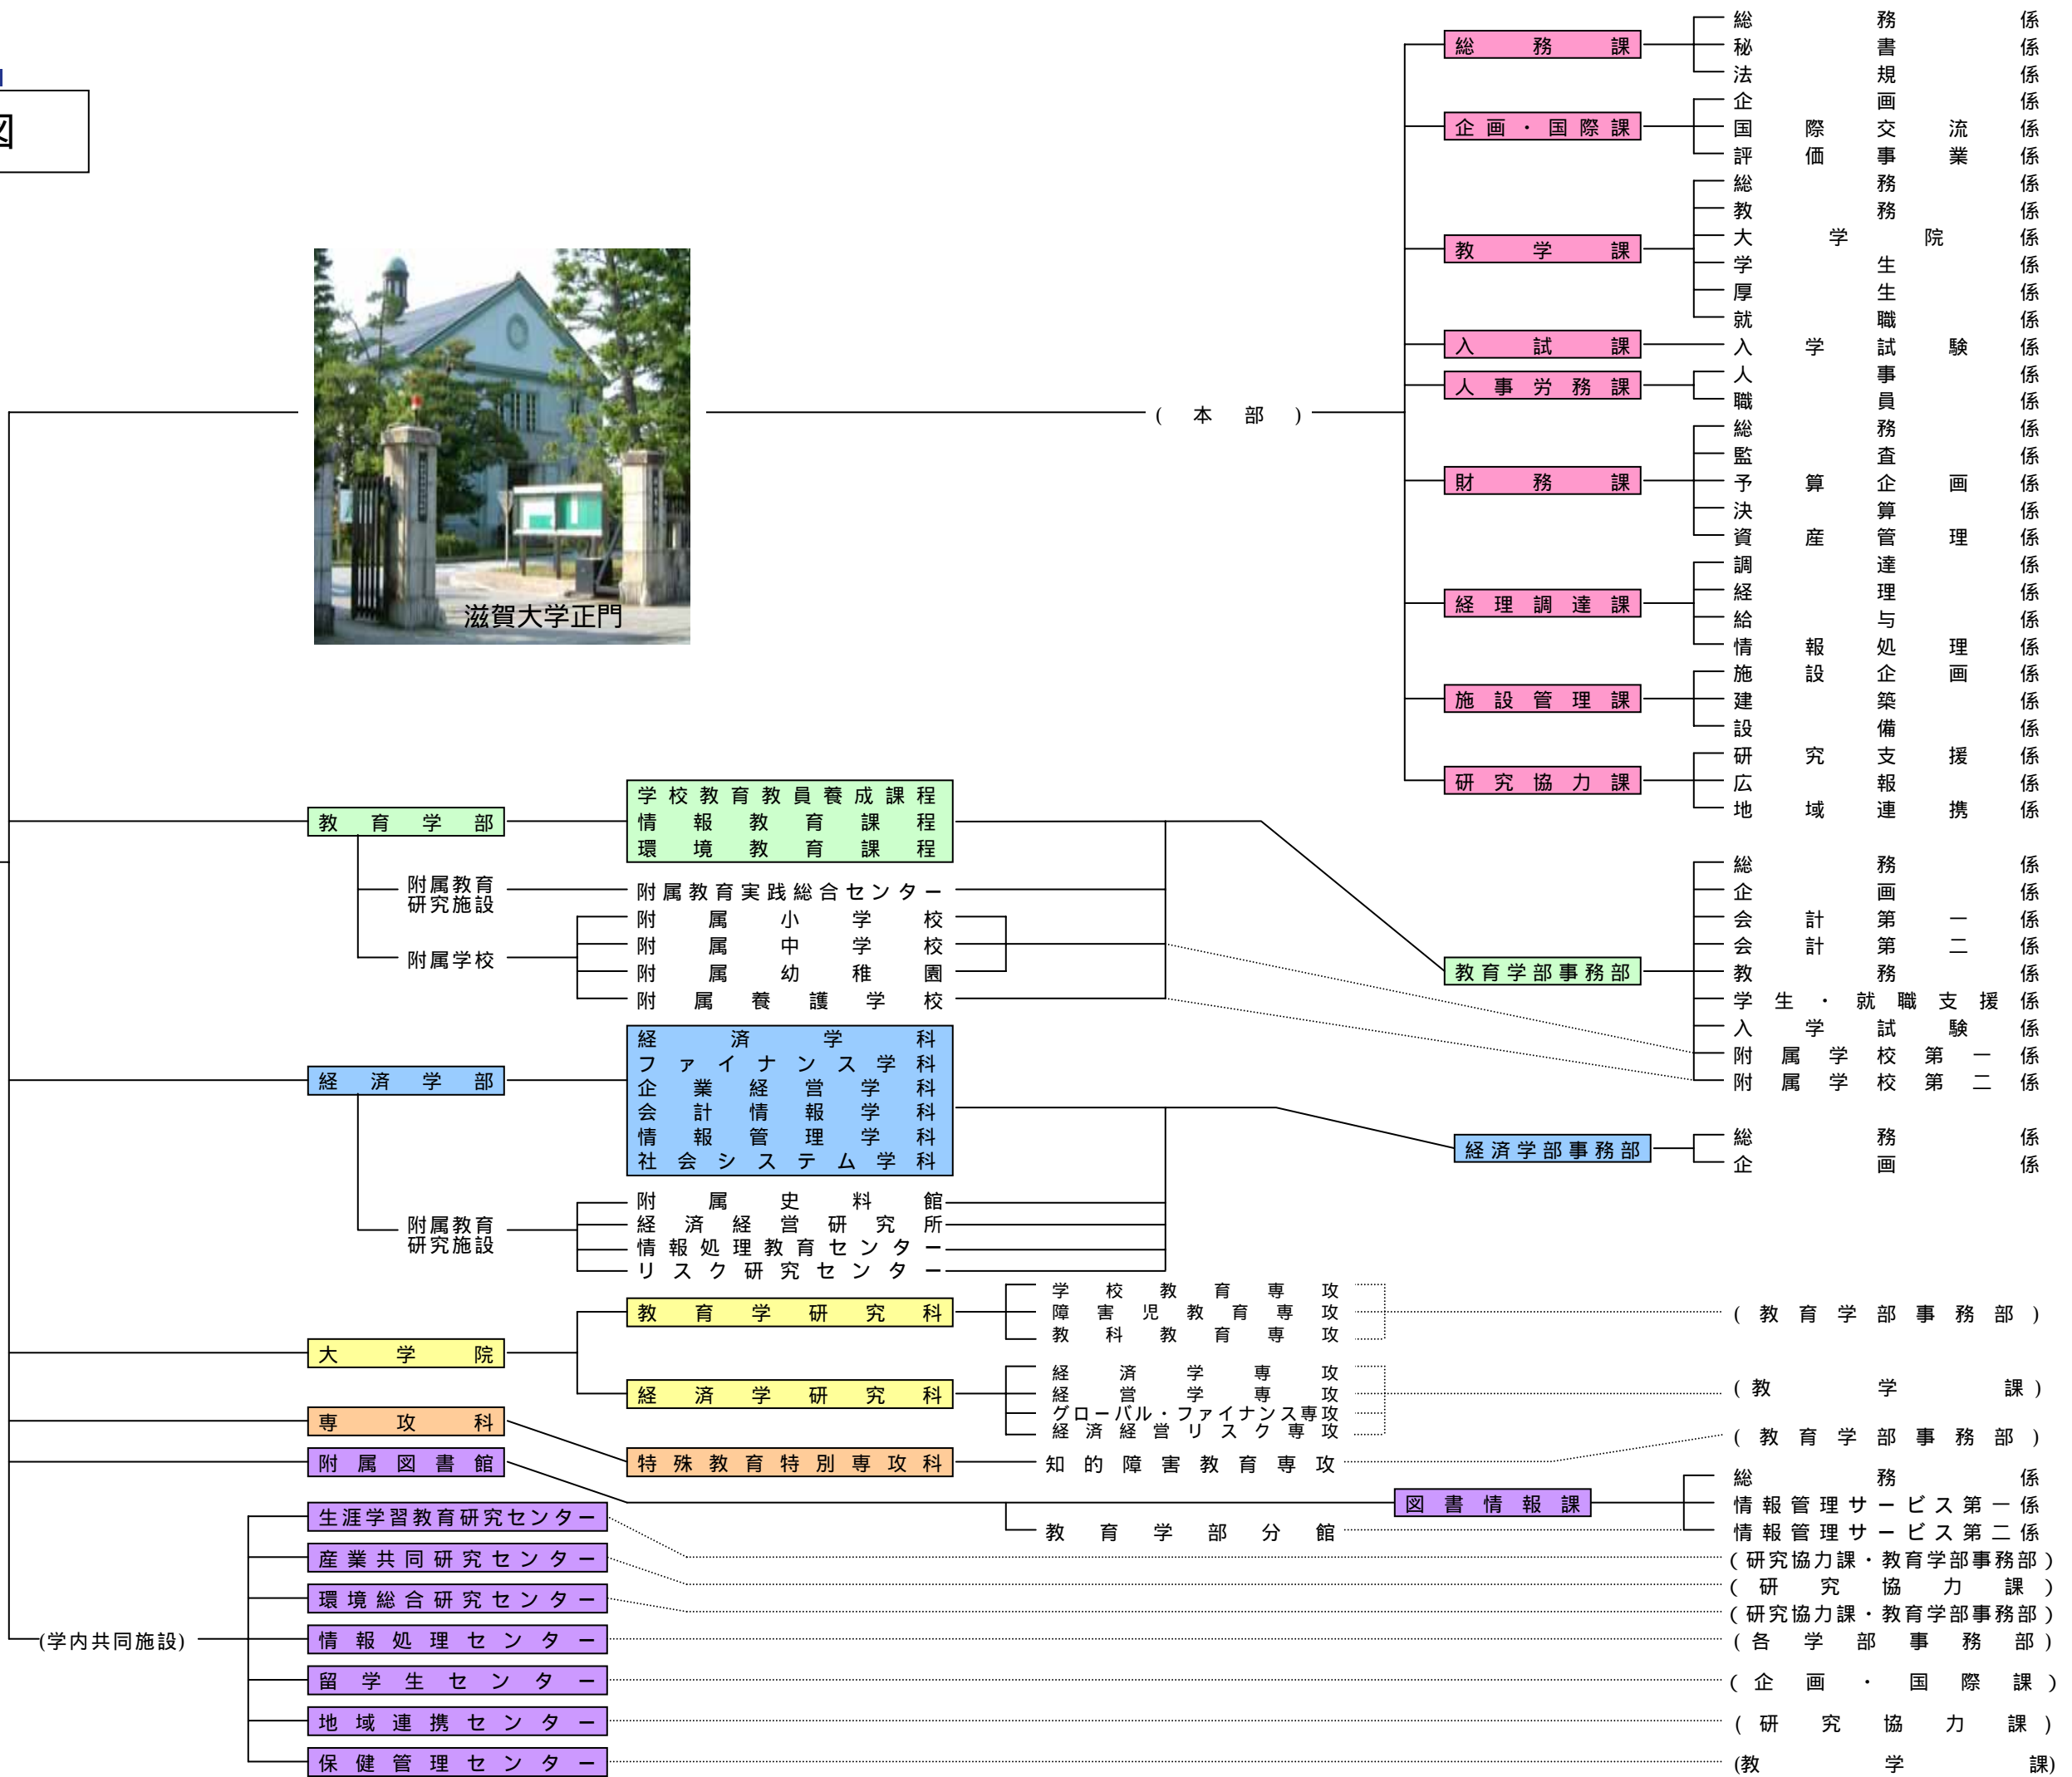 図
滋賀大学正門
(本部)
総務課
総務係
秘書係
法規係
企画・国際課
企画係
国際交流係
評価事業係
教学課
総務係
教務係
大学院係
学生係
厚生係
就職係
入試課
入学試験係
人事労務課
人事係
職員係
財務課
総務係
監査係
予算企画係
決算係
資産管理係
経理調達課
調達係
経理係
給与係
情報処理係
施設管理課
施設企画係
建築係
設備係
研究協力課
研究支援係
広報係
地域連携係
教育学部
学校教育教員養成課程
情報教育課程
環境教育課程
附属教育
研究施設
附属教育実践総合センター
附属学校
附属小学校
附属中学校
附属幼稚園
附属養護学校
教育学部事務部
総務係
企画係
会計第一係
会計第二係
教務係
学生・就職支援係
入学試験係
附属学校第一係
附属学校第二係
経済学部
経済学科
ファイナンス学科
企業経営学科
会計情報学科
情報管理学科
社会システム学科
附属教育
研究施設
附属史料館
経済経営研究所
情報処理教育センター
リスク研究センター
経済学部事務部
総務係
企画係
大学院
教育学研究科
学校教育専攻
障害児教育専攻
教科教育専攻
(教育学部事務部)
経済学研究科
経済学専攻
経営学専攻
グローバル・ファイナンス専攻
経済経営リスク専攻
(教学課)
専攻科
特殊教育特別専攻科
知的障害教育専攻
(教育学部事務部)
附属図書館
教育学部分館
図書情報課
総務係
情報管理サービス第一係
情報管理サービス第二係
(学内共同施設)
生涯学習教育研究センター
(研究協力課・教育学部事務部)
産業共同研究センター
(研究協力課)
環境総合研究センター
(研究協力課・教育学部事務部)
情報処理センター
(各学部事務部)
留学生センター
(企画・国際課)
地域連携センター
(研究協力課)
保健管理センター
(教学課)